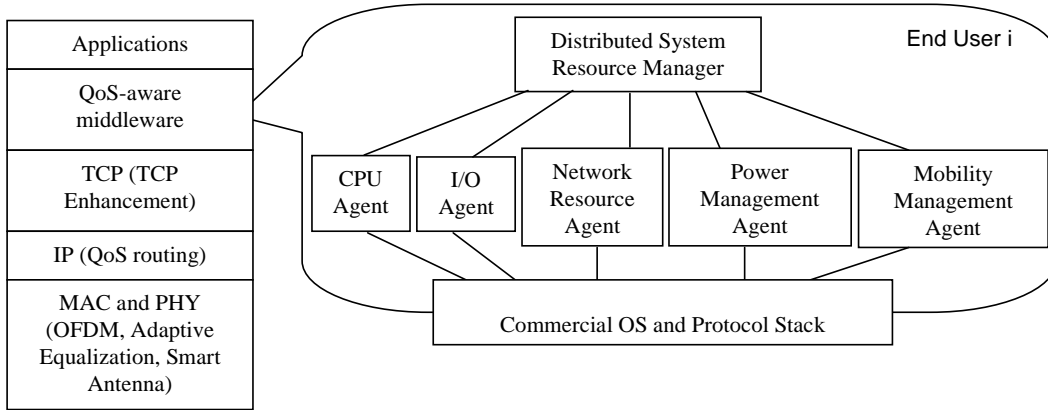 Applications
QoS-aware
middleware
TCP (TCP
Enhancement)
IP (QoS routing)
MAC and PHY
(OFDM, Adaptive
Equalization, Smart
Antenna)
End User i
Distributed System
Resource Manager
CPU
Agent
I/O
Agent
Network
Resource
Agent
Power
Management
Agent
Mobility
Management
Agent
Commercial OS and Protocol Stack